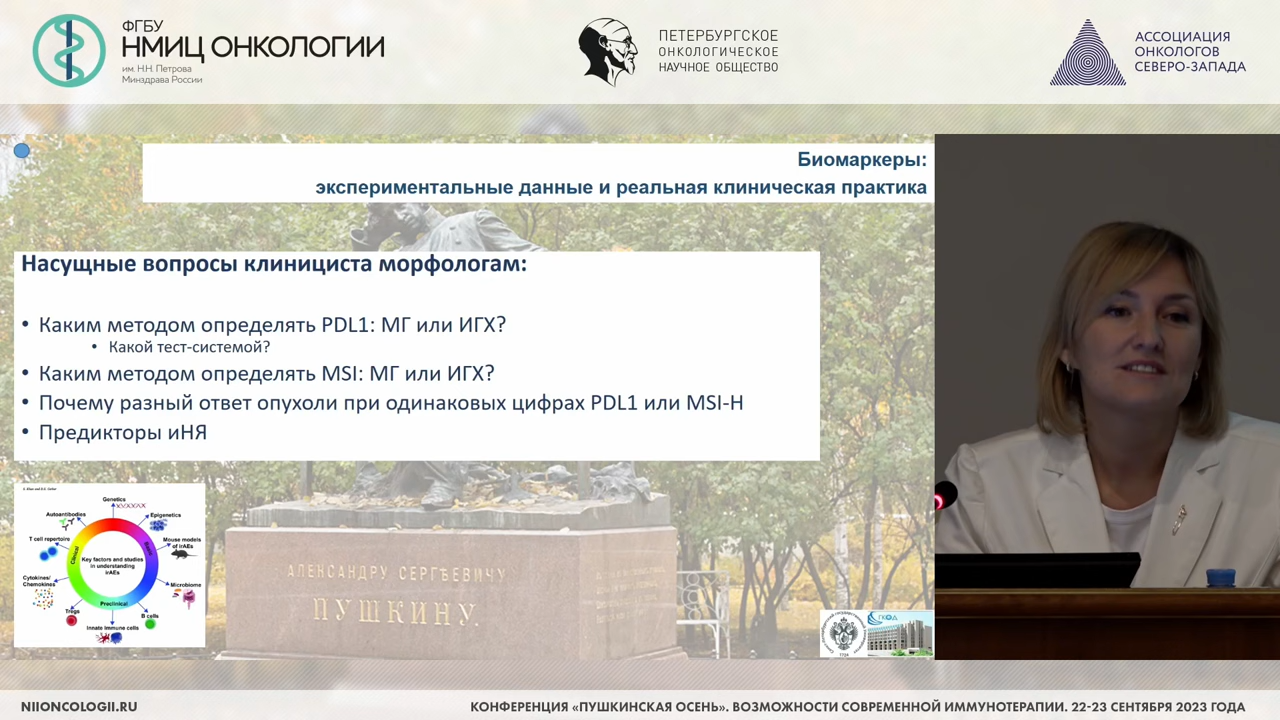 ФГБУ
НМИЦ ОНКОЛОГИИ
им. Н.Н. Петрова
Минздрава России
ПЕТЕРБУРГСКОЕ
ОНКОЛОГИЧЕСКОЕ
НАУЧНОЕ ОБЩЕСТВО
АССОЦИАЦИЯ
ОНКОЛОГОВ
СЕВЕРО-ЗАПАДА
Биомаркеры:
экспериментальные данные и реальная клиническая практика
Насущные вопросы клинициста морфологам:
• Каким методом определять PDL1: МГ или ИГХ?
• Какой тест-системой?
• Каким методом определять MSI: МГ или ИГХ?
• Почему разный ответ опухоли при одинаковых цифрах PDL1 или MSI-H
• Предикторы иНЯ
Genetics
Autoantibodies
Epigenetics
T cell repertoire
Mouse models
of irAEs
Clinical
Key factors and studies
in understanding
irAEs
Cytokines/
Chemokines
Microbiome
Preclinical
Tregs
B cells
Innate immune cells
АЛЕКСАНДРУ СЕРГѢЕВИЧУ
ПУШКИНУ.
1724
NIIONCOLOGII.RU
КОНФЕРЕНЦИЯ «ПУШКИНСКАЯ ОСЕНЬ». ВОЗМОЖНОСТИ СОВРЕМЕННОЙ ИММУНОТЕРАПИИ. 22-23 СЕНТЯБРЯ 2023 ГОДА